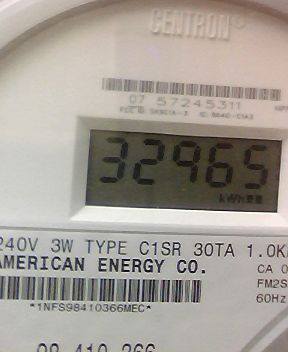 CENTRON®
07 57245311
32965
kWh
240V 3W TYPE C1SR 30TA 1.0K
AMERICAN ENERGY CO.
CA 0
FM2S
60Hz
*1NFS98410366MEC*